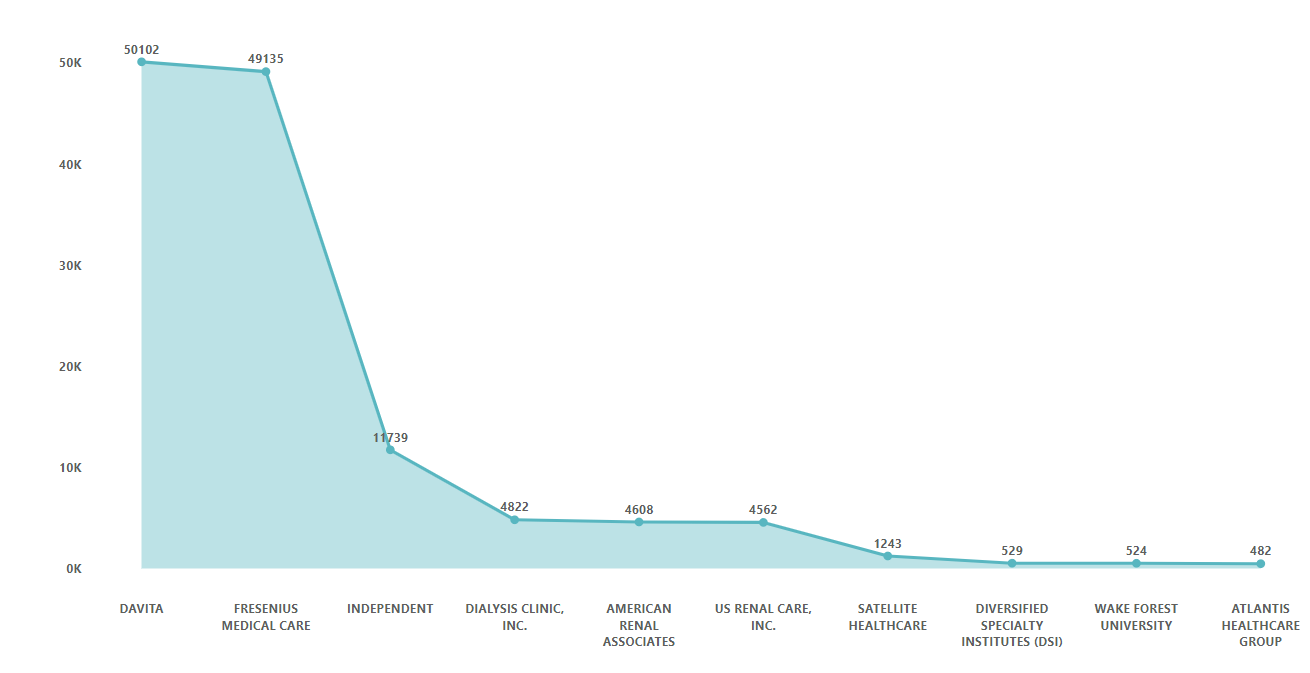 50102
49135
50K
40K
30K
20K
11739
10K
4822
4608
4562
1243
529
524
482
0K
DAVITA
FRESENIUS
MEDICAL CARE
INDEPENDENT
DIALYSIS CLINIC,
INC.
AMERICAN
RENAL
ASSOCIATES
US RENAL CARE,
INC.
SATELLITE
HEALTHCARE
DIVERSIFIED
SPECIALTY
INSTITUTES (DSI)
WAKE FOREST
UNIVERSITY
ATLANTIS
HEALTHCARE
GROUP